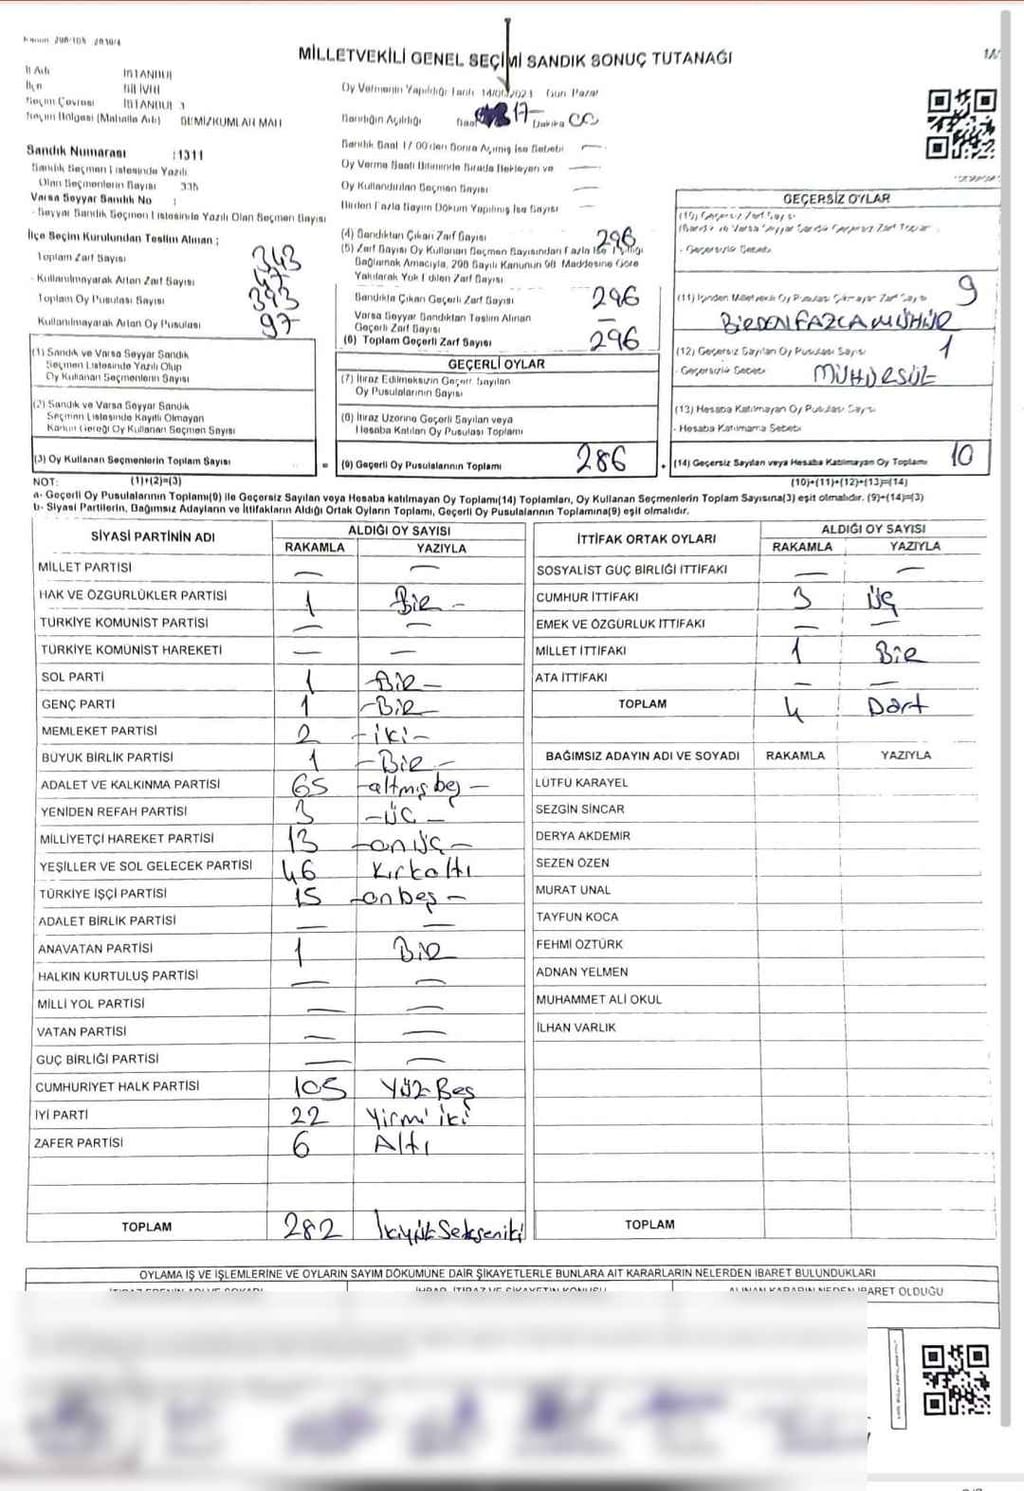 MİLLETVEKİLİ GENEL SEÇİMİ SANDIK SONUÇ TUTANAĞI
İl Adı İSTANBUL
İlçe SİLİVRİ
Seçim Çevresi İSTANBUL 3
Seçim Bölgesi (Mahalle Adı)
Sandık Numarası :1311
Sandık Seçmen Listesinde Yazılı
Olan Seçmenlerin Sayısı
Varsa Seyyar Sandık No :
- Seyyar Sandık Seçmen Listesinde Yazılı Olan Seçmen Sayısı
İlçe Seçim Kurulundan Teslim Alınan ;
Toplam Zarf Sayısı 343
- Kullanılmayarak Artan Zarf Sayısı 47
Toplam Oy Pusulası Sayısı
Kullanılmayarak Artan Oy Pusulası 97
(1) Sandık ve Varsa Seyyar Sandık
Seçmen Listesinde Yazılı Olup
Oy Kullanan Seçmenlerin Sayısı
(2) Sandık ve Varsa Seyyar Sandık
Seçmen Listesinde Kayıtlı Olmayan
Kanun Gereği Oy Kullanan Seçmen Sayısı
(3) Oy Kullanan Seçmenlerin Toplam Sayısı
(1)+(2)=(3)
Oy Vermenin Yapıldığı Tarih 14/05/2023 Gün Pazar
Sandığın Açıldığı Saat 17 Dakika 00
Sandık Saat 17:00'den Sonra Açılmış İse Sebebi —
Oy Verme Saati Bitiminde Sırada Bekleyen ve —
Oy Kullandırılan Seçmen Sayısı —
Birden Fazla Sayım Döküm Yapılmış İse Sayısı —
(4) Sandıktan Çıkan Zarf Sayısı 296
(5) Zarf Sayısı Oy Kullanan Seçmen Sayısından Fazla İse Eşitliği
Sağlamak Amacıyla, 298 Sayılı Kanunun 98. Maddesine Göre
Yakılarak Yok Edilen Zarf Sayısı
Sandıkta Çıkan Geçerli Zarf Sayısı 296
Varsa Seyyar Sandıktan Teslim Alınan
Geçerli Zarf Sayısı —
(6) Toplam Geçerli Zarf Sayısı 296
GEÇERLİ OYLAR
(7) İtiraz Edilmeksizin Geçerli Sayılan
Oy Pusulalarının Sayısı
(8) İtiraz Üzerine Geçerli Sayılan veya
Hesaba Katılan Oy Pusulası Toplamı
(9) Geçerli Oy Pusulalarının Toplamı 286
GEÇERSİZ OYLAR
(10) Geçersiz Zarf Sayısı
- Geçersizlik Sebebi
(11) İçinden Milletvekili Oy Pusulası Çıkmayan Zarf Sayısı 9
BİRDEN FAZLA MÜHÜR
(12) Geçersiz Sayılan Oy Pusulası Sayısı 1
- Geçersizlik Sebebi MÜHÜRSÜZ
(13) Hesaba Katılmayan Oy Pusulası Sayısı
- Hesaba Katılmama Sebebi
(14) Geçersiz Sayılan veya Hesaba Katılmayan Oy Toplamı 10
(10)+(11)+(12)+(13)=(14)
NOT:
a- Geçerli Oy Pusulalarının Toplamı(9) ile Geçersiz Sayılan veya Hesaba katılmayan Oy Toplamı(14) Toplamları, Oy Kullanan Seçmenlerin Toplam Sayısına(3) eşit olmalıdır. (9)+(14)=(3)
b- Siyasi Partilerin, Bağımsız Adayların ve İttifakların Aldığı Ortak Oyların Toplamı, Geçerli Oy Pusulalarının Toplamına(9) eşit olmalıdır.
SİYASİ PARTİNİN ADI ALDIĞI OY SAYISI
RAKAMLA YAZIYLA
MİLLET PARTİSİ — —
HAK VE ÖZGÜRLÜKLER PARTİSİ 1 Bir -
TÜRKİYE KOMÜNİST PARTİSİ — —
TÜRKİYE KOMÜNİST HAREKETİ — —
SOL PARTİ 1 -Bir-
GENÇ PARTİ 1 -Bir-
MEMLEKET PARTİSİ 2 -iki-
BÜYÜK BİRLİK PARTİSİ 1 -Bir-
ADALET VE KALKINMA PARTİSİ 65 -altmış beş-
YENİDEN REFAH PARTİSİ 3 -üç-
MİLLİYETÇİ HAREKET PARTİSİ 13 -onüç-
YEŞİLLER VE SOL GELECEK PARTİSİ 46 Kırkaltı
TÜRKİYE İŞÇİ PARTİSİ 15 -onbeş-
ADALET BİRLİK PARTİSİ — —
ANAVATAN PARTİSİ 1 Bir
HALKIN KURTULUŞ PARTİSİ — —
MİLLİ YOL PARTİSİ — —
VATAN PARTİSİ — —
GÜÇ BİRLİĞİ PARTİSİ — —
CUMHURİYET HALK PARTİSİ 105 Yüz Beş
İYİ PARTİ 22 Yirmi iki
ZAFER PARTİSİ 6 Altı
TOPLAM 282 İkiyüz Sekseniki
İTTİFAK ORTAK OYLARI ALDIĞI OY SAYISI
RAKAMLA YAZIYLA
SOSYALİST GÜÇ BİRLİĞİ İTTİFAKI — —
CUMHUR İTTİFAKI 3 üç
EMEK VE ÖZGÜRLÜK İTTİFAKI — —
MİLLET İTTİFAKI 1 Bir
ATA İTTİFAKI — —
TOPLAM 4 Dört
BAĞIMSIZ ADAYIN ADI VE SOYADI RAKAMLA YAZIYLA
LÜTFÜ KARAYEL
SEZGİN SİNCAR
DERYA AKDEMİR
SEZEN ÖZEN
MURAT ÜNAL
TAYFUN KOCA
FEHMİ ÖZTÜRK
ADNAN YELMEN
MUHAMMET ALİ OKUL
İLHAN VARLIK
TOPLAM
OYLAMA İŞ VE İŞLEMLERİNE VE OYLARIN SAYIM DÖKÜMÜNE DAİR ŞİKAYETLERLE BUNLARA AİT KARARLARIN NELERDEN İBARET BULUNDUKLARI
ALINAN KARARIN NEDEN İBARET OLDUĞU